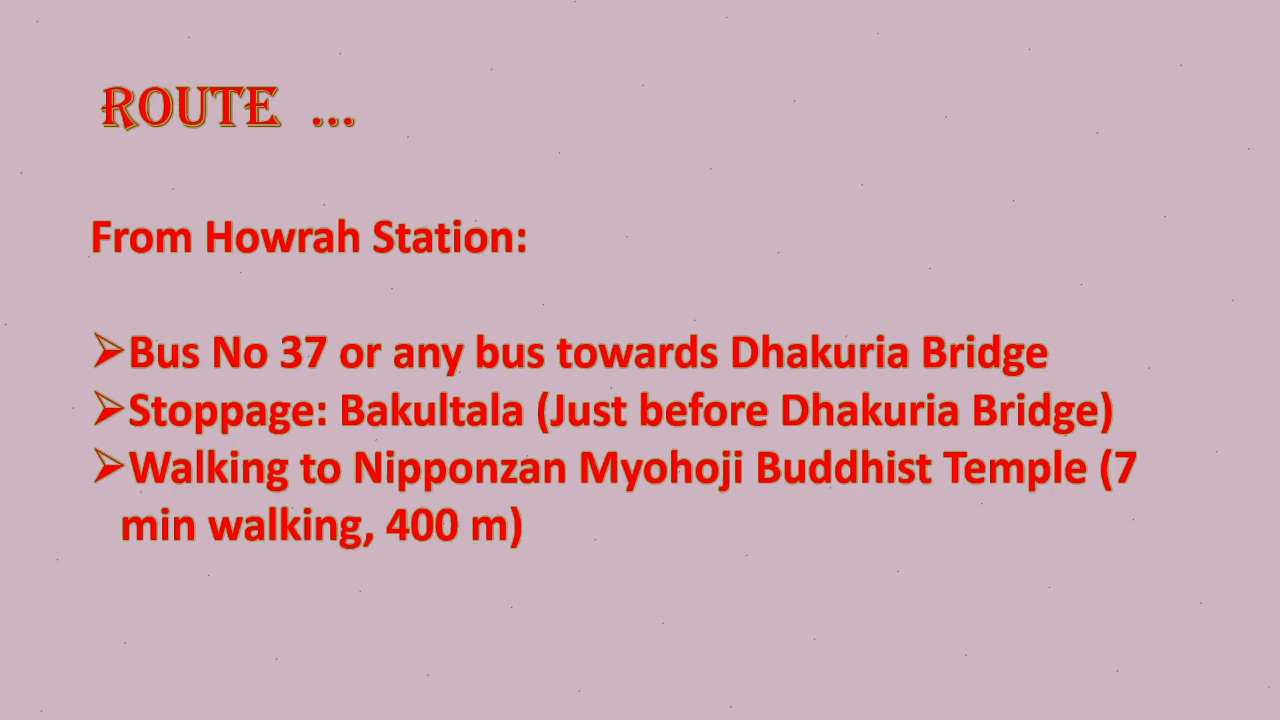 ROUTE ...
From Howrah Station:
➢Bus No 37 or any bus towards Dhakuria Bridge
➢Stoppage: Bakultala (Just before Dhakuria Bridge)
➢Walking to Nipponzan Myohoji Buddhist Temple (7
min walking, 400 m)